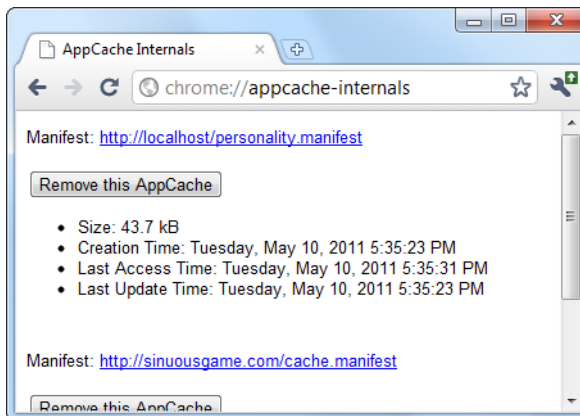 AppCache Internals
chrome://appcache-internals
Manifest: http://localhost/personality.manifest
Remove this AppCache
• Size: 43.7 kB
• Creation Time: Tuesday, May 10, 2011 5:35:23 PM
• Last Access Time: Tuesday, May 10, 2011 5:35:31 PM
• Last Update Time: Tuesday, May 10, 2011 5:35:23 PM
Manifest: http://sinuousgame.com/cache.manifest
Remove this AppCache